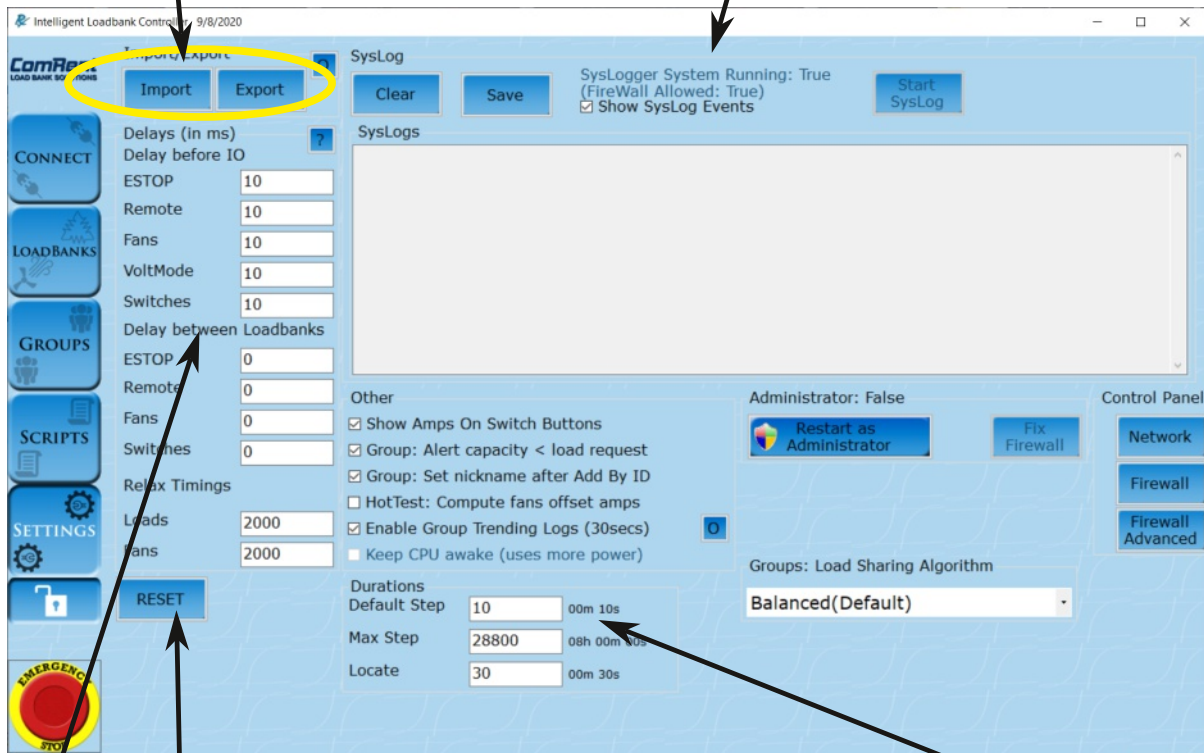 Intelligent Loadbank Controller 9/8/2020
ComRent
LOAD BANK SOLUTIONS
CONNECT
LOADBANKS
GROUPS
SCRIPTS
SETTINGS
EMERGENCY
STOP
Import/Export
O
Import
Export
Delays (in ms)
?
Delay before IO
ESTOP 10
Remote 10
Fans 10
VoltMode 10
Switches 10
Delay between Loadbanks
ESTOP 0
Remote 0
Fans 0
Switches 0
Relax Timings
Loads 2000
Fans 2000
RESET
SysLog
Clear
Save
SysLogger System Running: True
(FireWall Allowed: True)
Show SysLog Events
Start
SysLog
SysLogs
Other
Show Amps On Switch Buttons
Group: Alert capacity < load request
Group: Set nickname after Add By ID
HotTest: Compute fans offset amps
Enable Group Trending Logs (30secs)
O
Keep CPU awake (uses more power)
Durations
Default Step 10 00m 10s
Max Step 28800 08h 00m 00s
Locate 30 00m 30s
Administrator: False
Restart as
Administrator
Fix
Firewall
Groups: Load Sharing Algorithm
Balanced(Default)
Control Panel
Network
Firewall
Firewall
Advanced